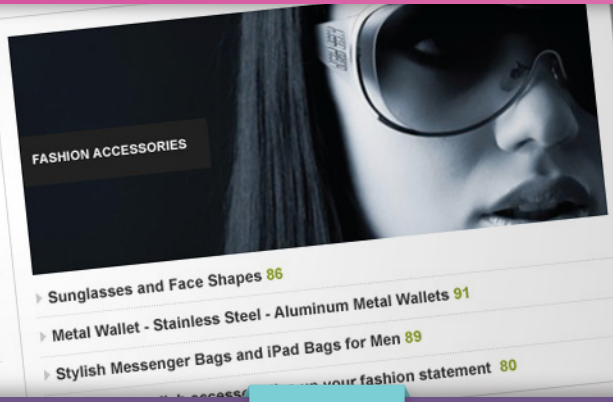 FASHION ACCESSORIES
Sunglasses and Face Shapes 86
Metal Wallet - Stainless Steel - Aluminum Metal Wallets 91
Stylish Messenger Bags and iPad Bags for Men 89
your fashion statement 80